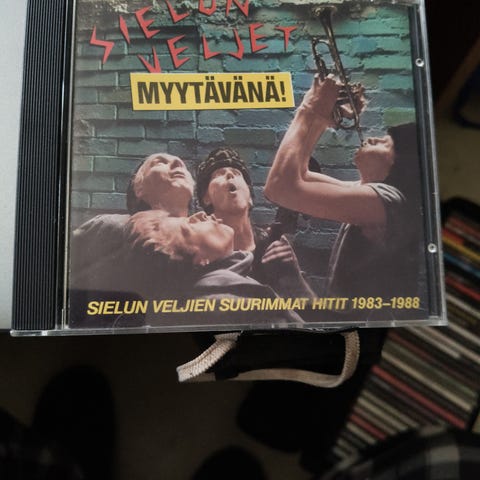 SIELUN
VELJET
MYYTÄVÄNÄ!
SIELUN VELJIEN SUURIMMAT HITIT 1983–1988